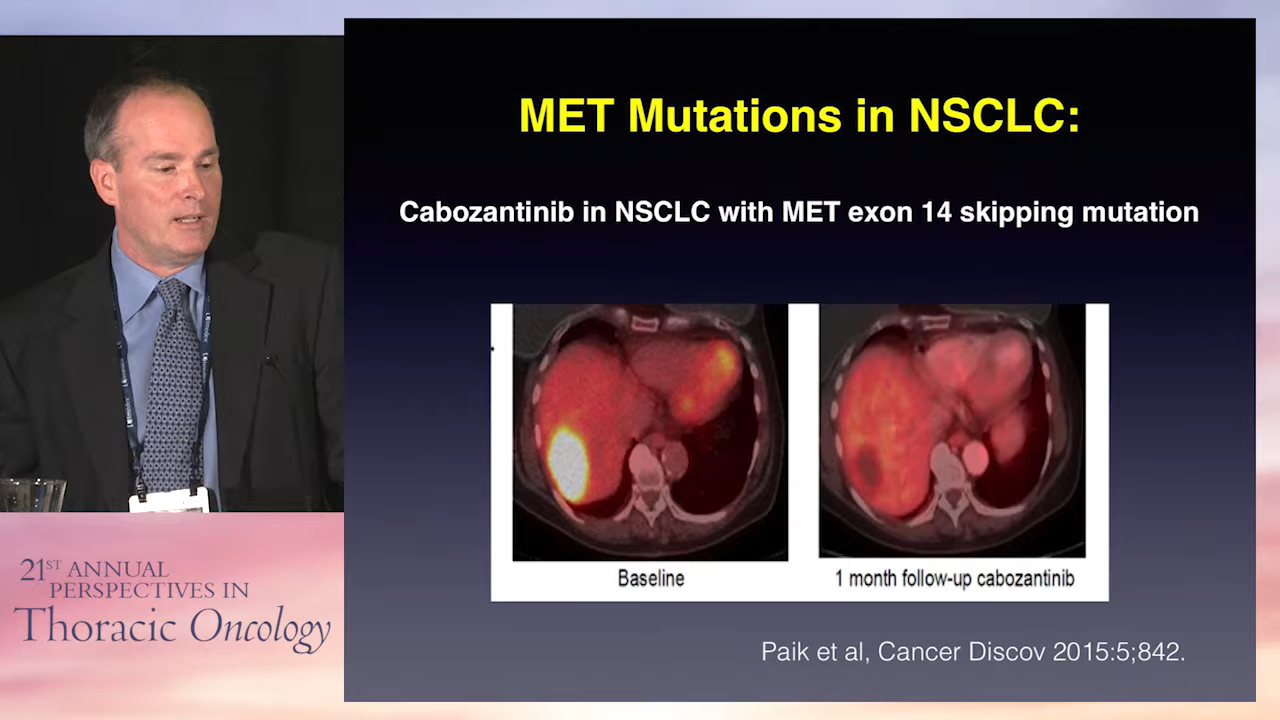 MET Mutations in NSCLC:
Cabozantinib in NSCLC with MET exon 14 skipping mutation
Baseline
1 month follow-up cabozantinib
Paik et al, Cancer Discov 2015:5;842.
21ST ANNUAL
PERSPECTIVES IN
Thoracic Oncology